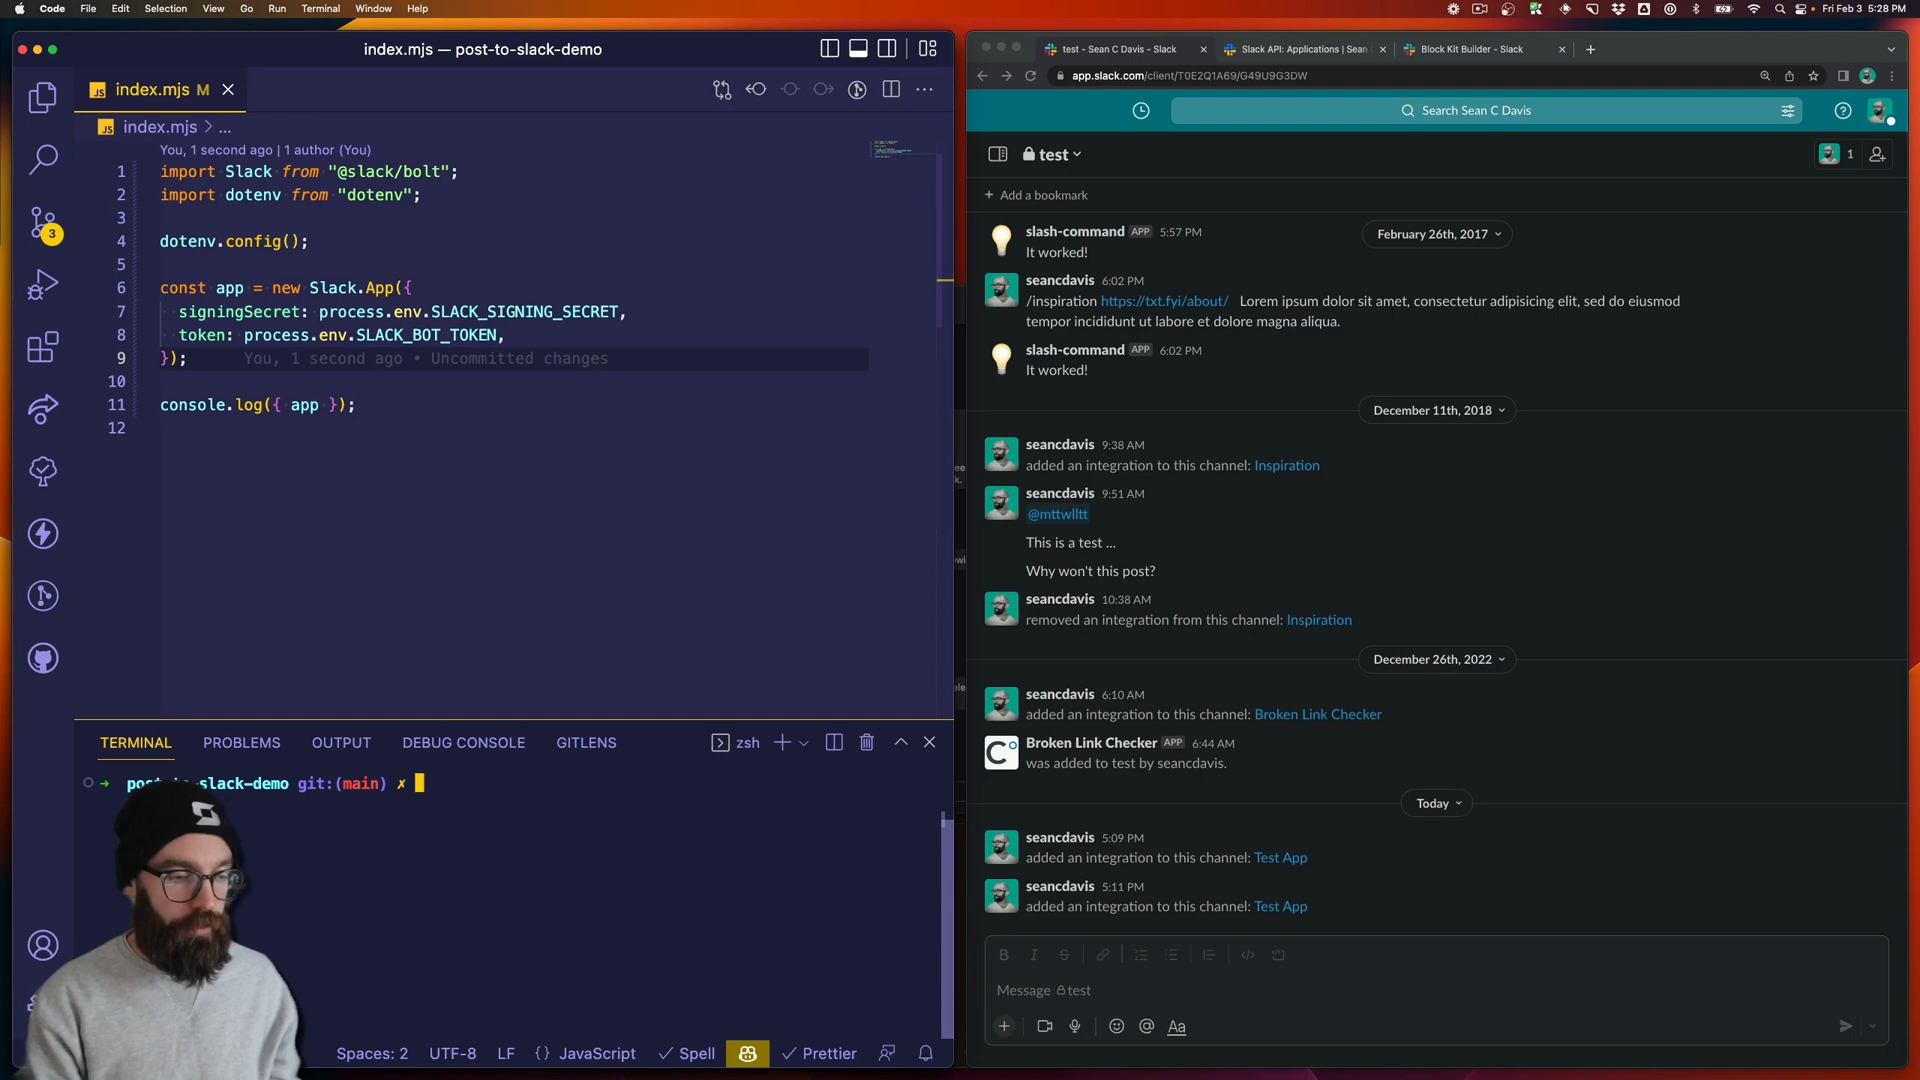 Code File Edit Selection View Go Run Terminal Window Help
Fri Feb 3 5:28 PM
index.mjs — post-to-slack-demo
JS index.mjs M
JS index.mjs > ...
You, 1 second ago | 1 author (You)
1 import Slack from "@slack/bolt";
2 import dotenv from "dotenv";
3
4 dotenv.config();
5
6 const app = new Slack.App({
7 signingSecret: process.env.SLACK_SIGNING_SECRET,
8 token: process.env.SLACK_BOT_TOKEN,
9 }); You, 1 second ago • Uncommitted changes
10
11 console.log({ app });
12
3
TERMINAL PROBLEMS OUTPUT DEBUG CONSOLE GITLENS
zsh
slack-demo git:(main) ✗
Spaces: 2 UTF-8 LF {} JavaScript ✓ Spell ✓ Prettier
test - Sean C Davis - Slack
Slack API: Applications | Sean
Block Kit Builder - Slack
app.slack.com/client/T0E2Q1A69/G49U9G3DW
Search Sean C Davis
test
1
+ Add a bookmark
February 26th, 2017
slash-command APP 5:57 PM
It worked!
seancdavis 6:02 PM
/inspiration https://txt.fyi/about/ Lorem ipsum dolor sit amet, consectetur adipisicing elit, sed do eiusmod
tempor incididunt ut labore et dolore magna aliqua.
slash-command APP 6:02 PM
It worked!
December 11th, 2018
seancdavis 9:38 AM
added an integration to this channel: Inspiration
seancdavis 9:51 AM
@mttwlltt
This is a test ...
Why won't this post?
seancdavis 10:38 AM
removed an integration from this channel: Inspiration
December 26th, 2022
seancdavis 6:10 AM
added an integration to this channel: Broken Link Checker
Broken Link Checker APP 6:44 AM
was added to test by seancdavis.
Today
seancdavis 5:09 PM
added an integration to this channel: Test App
seancdavis 5:11 PM
added an integration to this channel: Test App
B I S
Message test
Aa